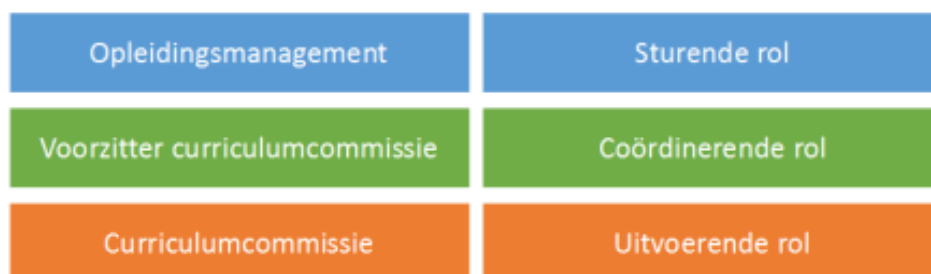 Opleidingsmanagement
Sturende rol
Voorzitter curriculumcommissie
Coördinerende rol
Curriculumcommissie
Uitvoerende rol